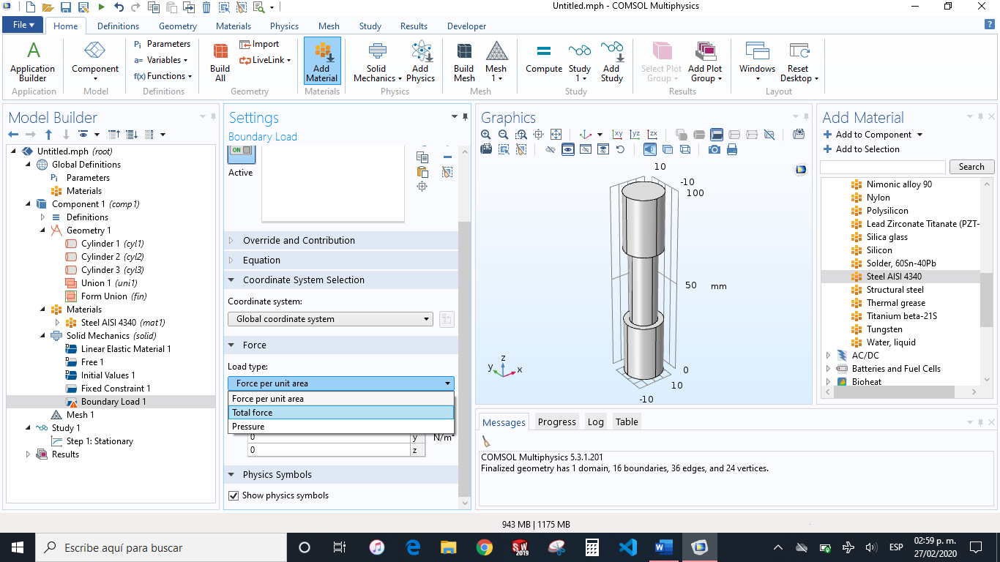 Untitled.mph - COMSOL Multiphysics
File Home Definitions Geometry Materials Physics Mesh Study Results Developer
Application Builder
Component
Pi Parameters
a= Variables
f(x) Functions
Build All
Import
LiveLink
Add Material
Solid Mechanics
Add Physics
Build Mesh
Mesh 1
Compute
Study 1
Add Study
Select Plot Group
Add Plot Group
Windows
Reset Desktop
Application Model Definitions Geometry Materials Physics Mesh Study Results Layout
Model Builder
Untitled.mph (root)
Global Definitions
Pi Parameters
Materials
Component 1 (comp1)
Definitions
Geometry 1
Cylinder 1 (cyl1)
Cylinder 2 (cyl2)
Cylinder 3 (cyl3)
Union 1 (uni1)
Form Union (fin)
Materials
Steel AISI 4340 (mat1)
Solid Mechanics (solid)
Linear Elastic Material 1
Free 1
Initial Values 1
Fixed Constraint 1
Boundary Load 1
Mesh 1
Study 1
Step 1: Stationary
Results
Settings
Boundary Load
ON
Active
Override and Contribution
Equation
Coordinate System Selection
Coordinate system:
Global coordinate system
Force
Load type:
Force per unit area
Force per unit area
Total force
Pressure
0 y N/m²
0 z
Physics Symbols
Show physics symbols
Graphics
xy yz zx
10
-10
100
50 mm
0
10
-10
z
y x
Messages Progress Log Table
COMSOL Multiphysics 5.3.1.201
Finalized geometry has 1 domain, 16 boundaries, 36 edges, and 24 vertices.
Add Material
Add to Component
Add to Selection
Search
Nimonic alloy 90
Nylon
Polysilicon
Lead Zirconate Titanate (PZT-
Silica glass
Silicon
Solder, 60Sn-40Pb
Steel AISI 4340
Structural steel
Thermal grease
Titanium beta-21S
Tungsten
Water, liquid
AC/DC
Batteries and Fuel Cells
Bioheat
943 MB | 1175 MB
Escribe aquí para buscar
SW 2019
ESP
02:59 p. m.
27/02/2020